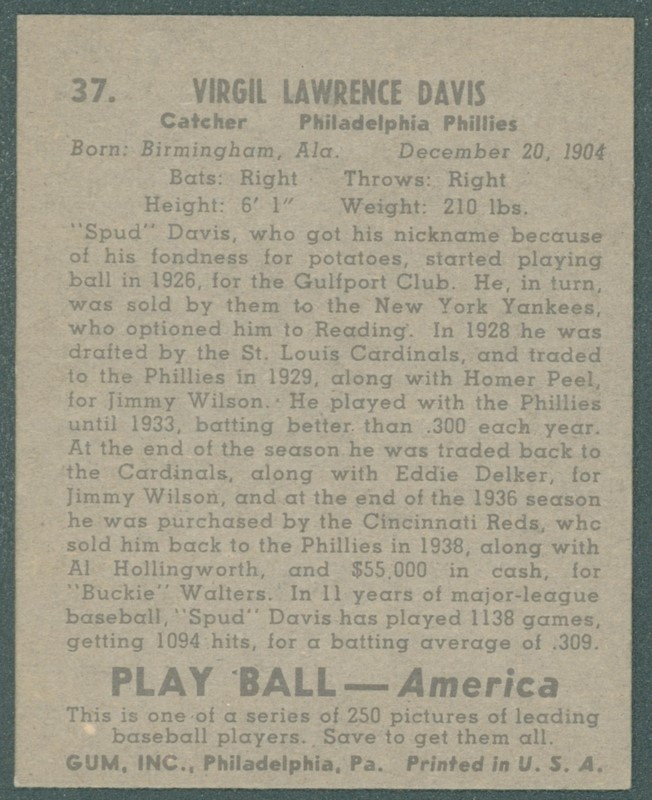 37. VIRGIL LAWRENCE DAVIS
Catcher Philadelphia Phillies
Born: Birmingham, Ala. December 20, 1904
Bats: Right Throws: Right
Height: 6' 1" Weight: 210 lbs.
"Spud" Davis, who got his nickname because
of his fondness for potatoes, started playing
ball in 1926, for the Gulfport Club. He, in turn,
was sold by them to the New York Yankees,
who optioned him to Reading. In 1928 he was
drafted by the St. Louis Cardinals, and traded
to the Phillies in 1929, along with Homer Peel,
for Jimmy Wilson. He played with the Phillies
until 1933, batting better than .300 each year.
At the end of the season he was traded back to
the Cardinals, along with Eddie Delker, for
Jimmy Wilson, and at the end of the 1936 season
he was purchased by the Cincinnati Reds, who
sold him back to the Phillies in 1938, along with
Al Hollingworth, and $55,000 in cash, for
"Buckie" Walters. In 11 years of major-league
baseball, "Spud" Davis has played 1138 games,
getting 1094 hits, for a batting average of .309.
PLAY BALL — America
This is one of a series of 250 pictures of leading
baseball players. Save to get them all.
GUM, INC., Philadelphia, Pa. Printed in U. S. A.